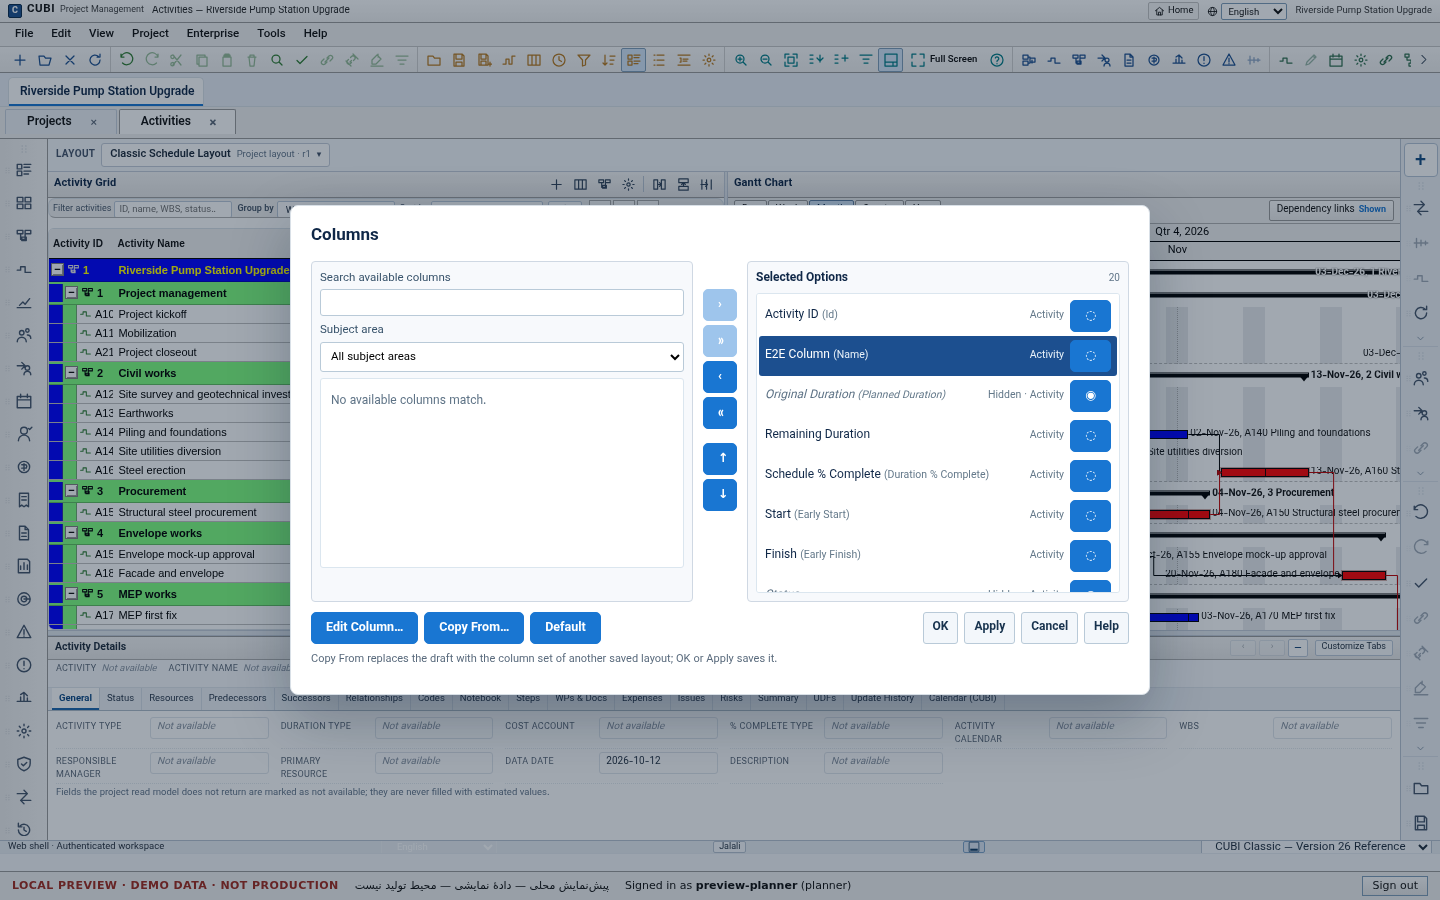 CUBI Project Management Activities — Riverside Pump Station Upgrade Home English Riverside Pump Station Upgrade
File Edit View Project Enterprise Tools Help
Full Screen
Riverside Pump Station Upgrade
Projects × Activities ×
LAYOUT Classic Schedule Layout Project layout · r1
Activity Grid Gantt Chart
Filter activities ID, name, WBS, status.. Group by Dependency links Shown
Activity ID Activity Name Qtr 4, 2026
Nov
1 Riverside Pump Station Upgrade
1 Project management
A10 Project kickoff
A11 Mobilization
A21 Project closeout 03-Dec-
2 Civil works 13-Nov-26, 2 Civil
A12 Site survey and geotechnical invest
A13 Earthworks
A14 Piling and foundations 02-Nov-26, A140 Piling and foundations
A14 Site utilities diversion Site utilities diversion
A16 Steel erection 13-Nov-26, A160 St
3 Procurement 04-Nov-26, 3 Procurement
A15 Structural steel procurement 04-Nov-26, A150 Structural steel procurer
4 Envelope works
A15 Envelope mock-up approval -26, A155 Envelope mock-up approval
A18 Facade and envelope 20-Nov-26, A180 Facade and envelope
5 MEP works
A17 MEP first fix 03-Nov-26, A170 MEP first fix
Columns
Search available columns
Subject area
All subject areas
No available columns match.
Selected Options 20
Activity ID (Id) Activity
E2E Column (Name) Activity
Original Duration (Planned Duration) Hidden · Activity
Remaining Duration Activity
Schedule % Complete (Duration % Complete) Activity
Start (Early Start) Activity
Finish (Early Finish) Activity
Edit Column... Copy From... Default OK Apply Cancel Help
Copy From replaces the draft with the column set of another saved layout; OK or Apply saves it.
Activity Details Customize Tabs
ACTIVITY Not available ACTIVITY NAME Not availab
General Status Resources Predecessors Successors Relationships Codes Notebook Steps WPs & Docs Expenses Issues Risks Summary UDFs Update History Calendar (CUBI)
ACTIVITY TYPE Not available DURATION TYPE Not available COST ACCOUNT Not available % COMPLETE TYPE Not available ACTIVITY CALENDAR Not available WBS Not available
RESPONSIBLE MANAGER Not available PRIMARY RESOURCE Not available DATA DATE 2026-10-12 DESCRIPTION Not available
Fields the project read model does not return are marked as not available; they are never filled with estimated values.
Web shell · Authenticated workspace English Jalali CUBI Classic — Version 26 Reference
LOCAL PREVIEW · DEMO DATA · NOT PRODUCTION پیش‌نمایش محلی — دادهٔ نمایشی — محیط تولید نیست Signed in as preview-planner (planner) Sign out